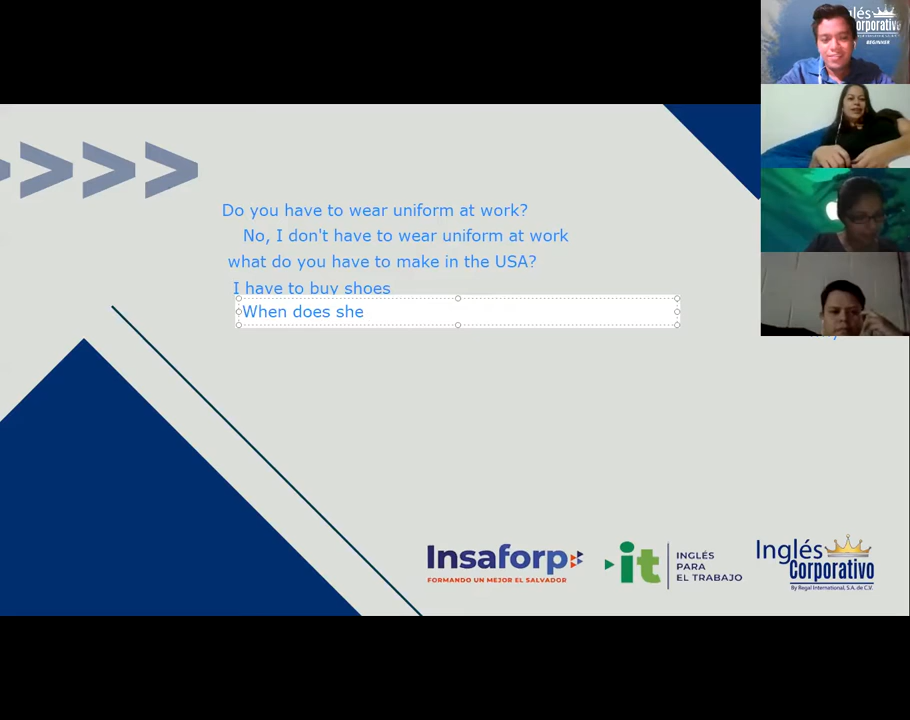 Do you have to wear uniform at work?
No, I don't have to wear uniform at work
what do you have to make in the USA?
I have to buy shoes
When does she
Insaforp
FORMANDO UN MEJOR EL SALVADOR
it
INGLÉS
PARA
EL TRABAJO
Inglés
Corporativo
By Regal International, S.A. de C.V.
lés
orporativo
BEGINNER